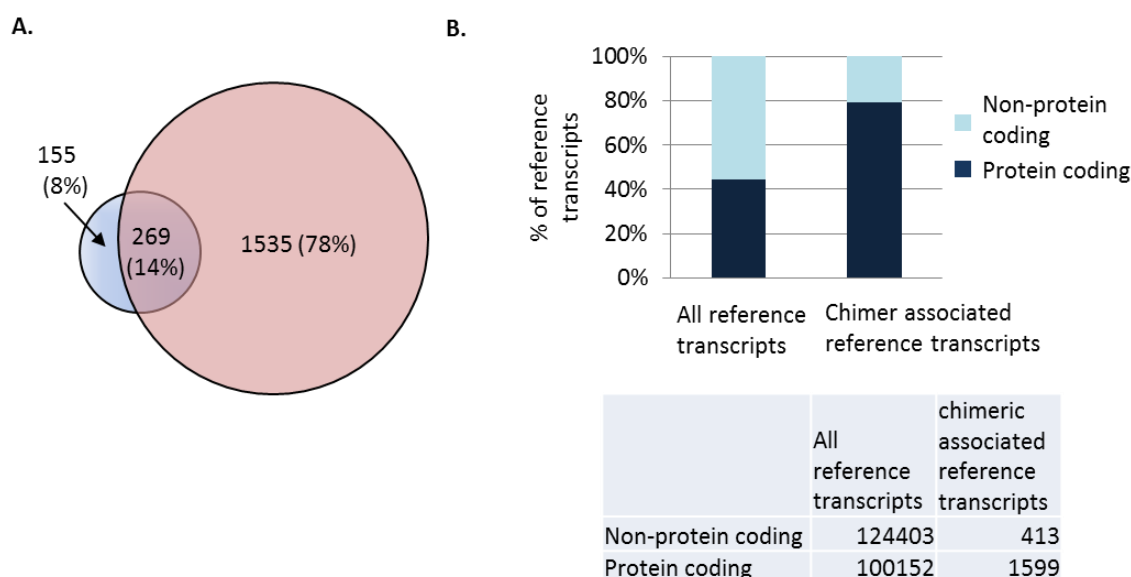 A.
155
(8%)
269
(14%)
1535 (78%)
B.
% of reference
transcripts
100%
80%
60%
40%
20%
0%
All reference
transcripts
Chimer associated
reference transcripts
Non-protein
coding
Protein coding
All
reference
transcripts
chimeric
associated
reference
transcripts
Non-protein coding 124403 413
Protein coding 100152 1599